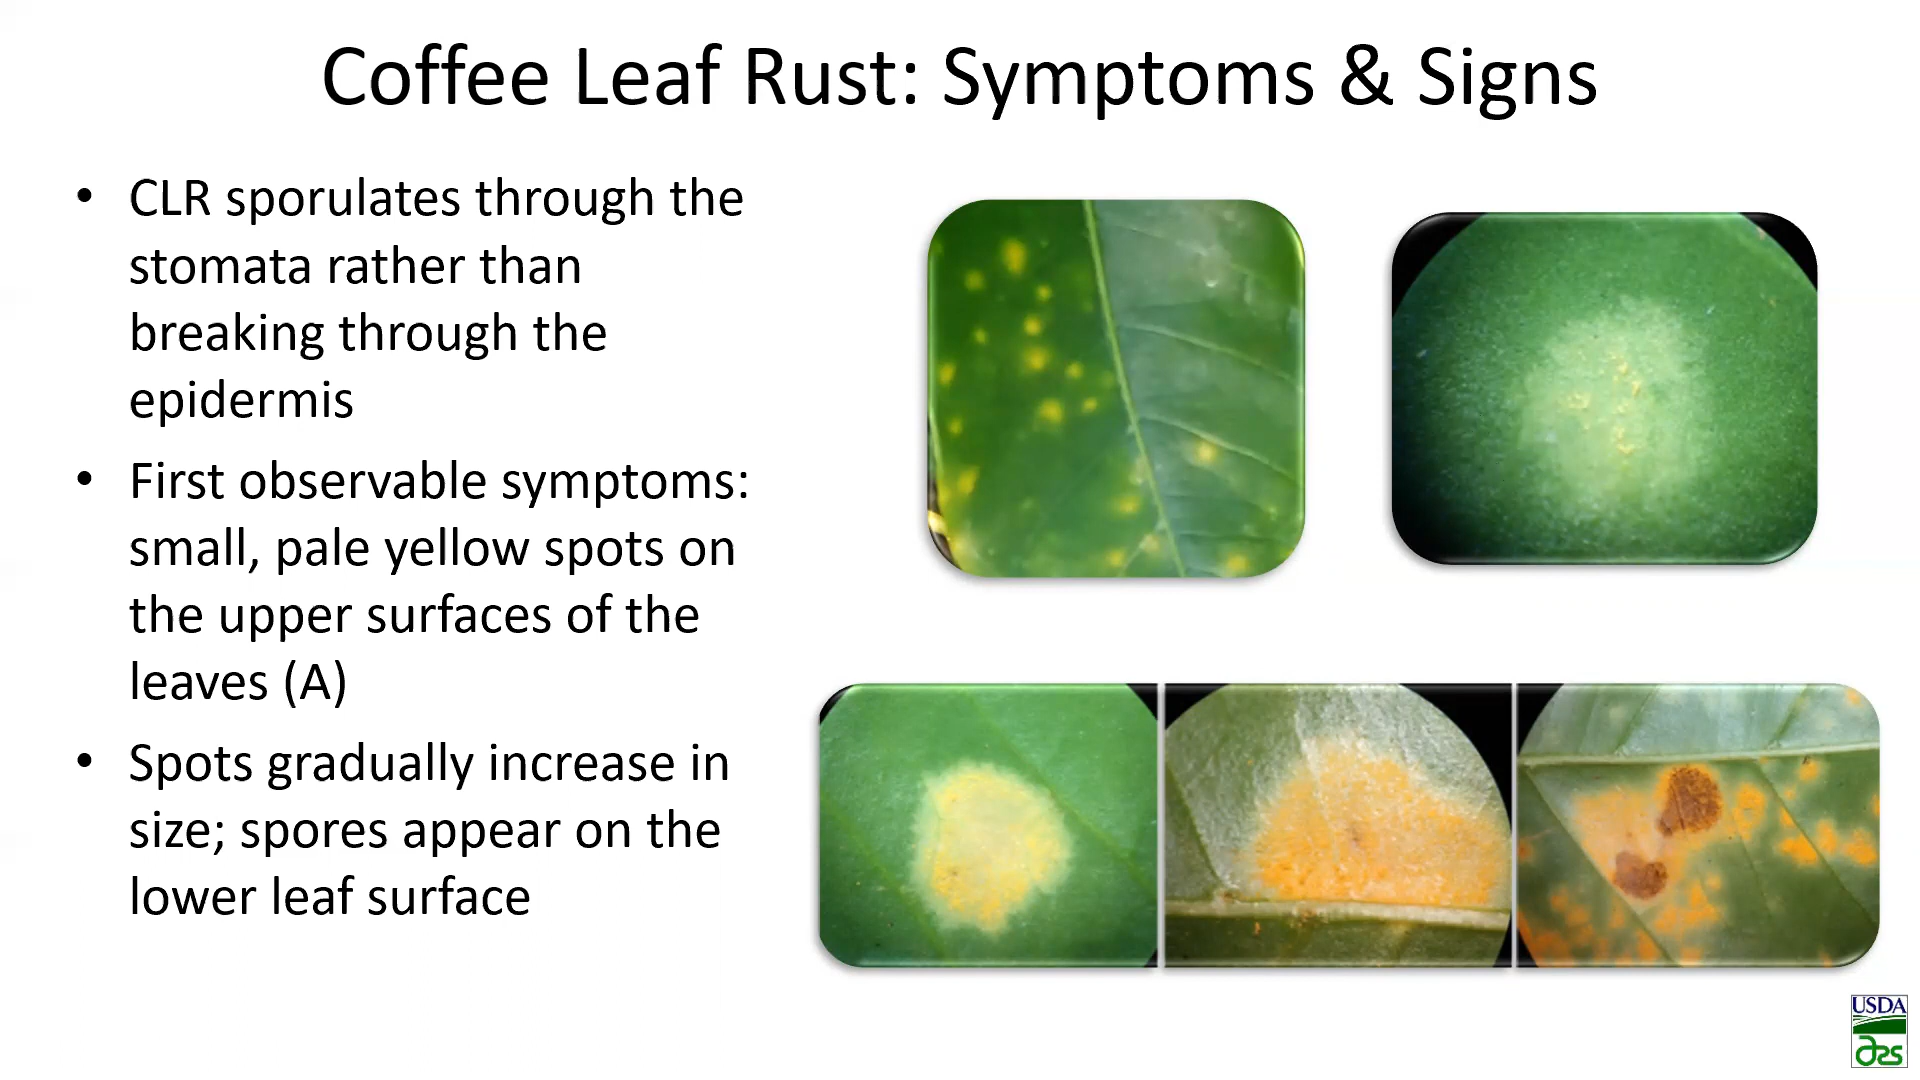 Coffee Leaf Rust: Symptoms & Signs
• CLR sporulates through the
stomata rather than
breaking through the
epidermis
• First observable symptoms:
small, pale yellow spots on
the upper surfaces of the
leaves (A)
• Spots gradually increase in
size; spores appear on the
lower leaf surface
USDA
ars